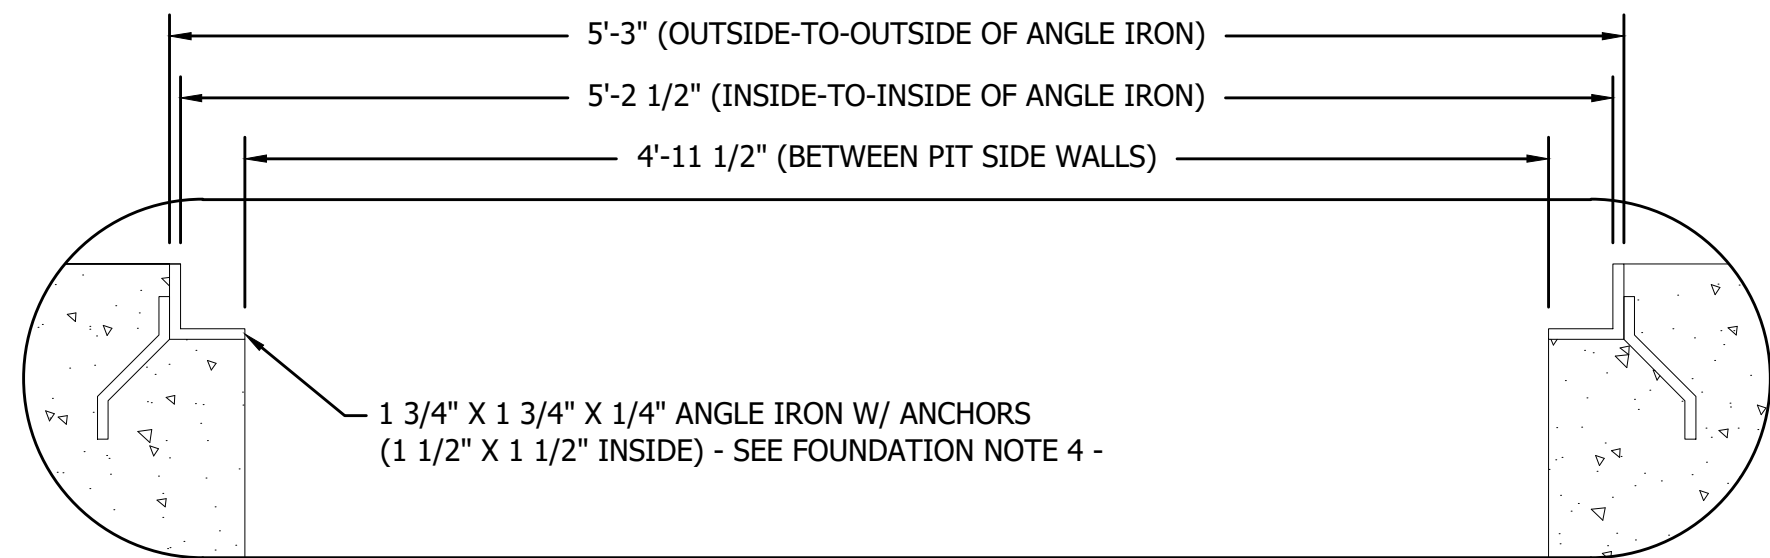 5'-3" (OUTSIDE-TO-OUTSIDE OF ANGLE IRON)
5'-2 1/2" (INSIDE-TO-INSIDE OF ANGLE IRON)
4'-11 1/2" (BETWEEN PIT SIDE WALLS)
1 3/4" X 1 3/4" X 1/4" ANGLE IRON W/ ANCHORS
(1 1/2" X 1 1/2" INSIDE) - SEE FOUNDATION NOTE 4 -